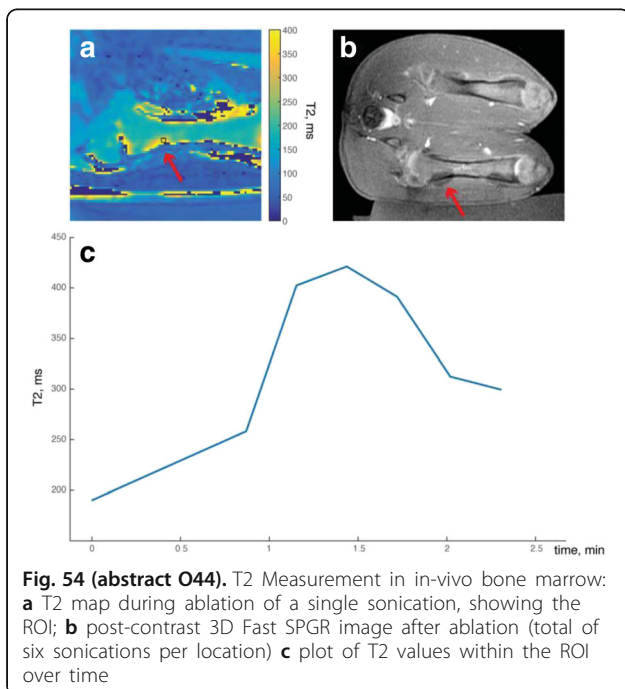 a
b
400
350
300
250
200
150
100
50
0
T2, ms
c
450
400
350
300
250
200
T2, ms
0
0.5
1
1.5
2
2.5
time, min
Fig. 54 (abstract O44). T2 Measurement in in-vivo bone marrow:
a T2 map during ablation of a single sonication, showing the
ROI; b post-contrast 3D Fast SPGR image after ablation (total of
six sonications per location) c plot of T2 values within the ROI
over time